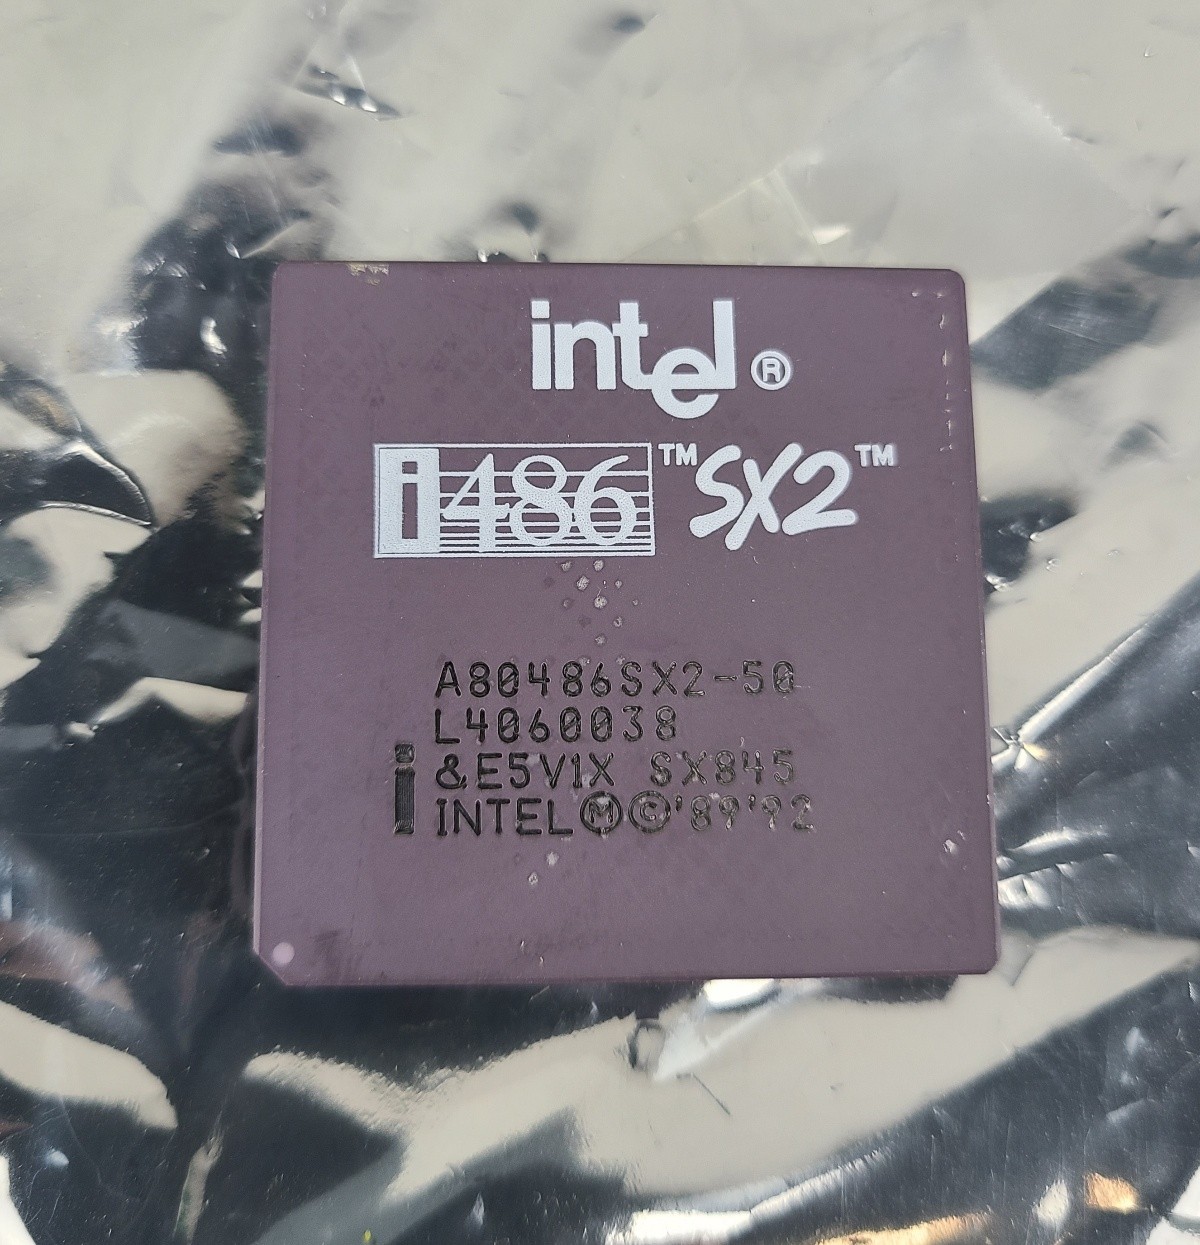 intel®
i486™ SX2™
A80486SX2-50
L4060038
&E5V1X SX845
INTEL Ⓜ©'89'92